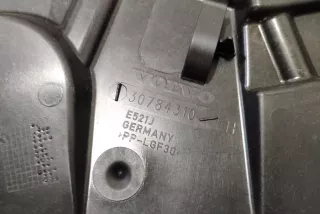 VOLVO
30784310
E521J
GERMANY
>PP-LGF30<